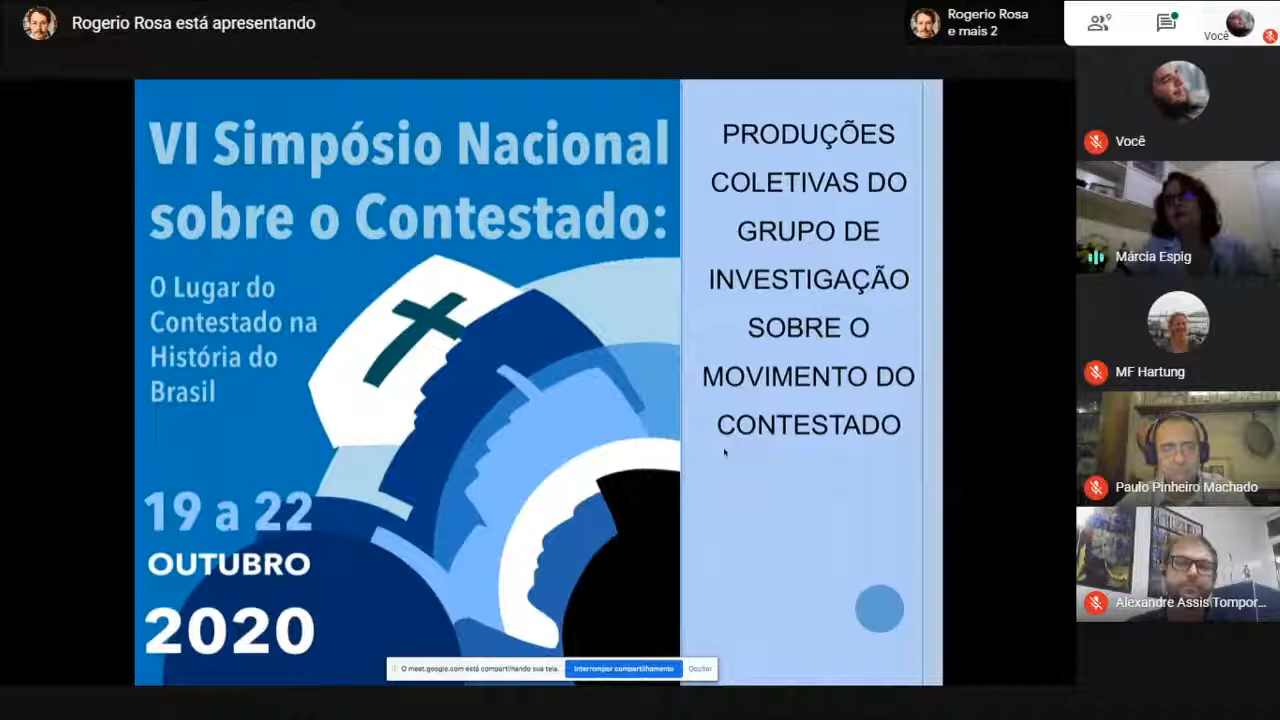 Rogerio Rosa está apresentando
Rogerio Rosa
e mais 2
9
Você
VI Simpósio Nacional
sobre o Contestado:
O Lugar do
Contestado na
História do
Brasil
19 a 22
OUTUBRO
2020
PRODUÇÕES
COLETIVAS DO
GRUPO DE
INVESTIGAÇÃO
SOBRE O
MOVIMENTO DO
CONTESTADO
O meet.google.com está compartilhando sua tela.
Interromper compartilhamento
Ocultar
Você
Márcia Espig
MF Hartung
Paulo Pinheiro Machado
Alexandre Assis Tompor...